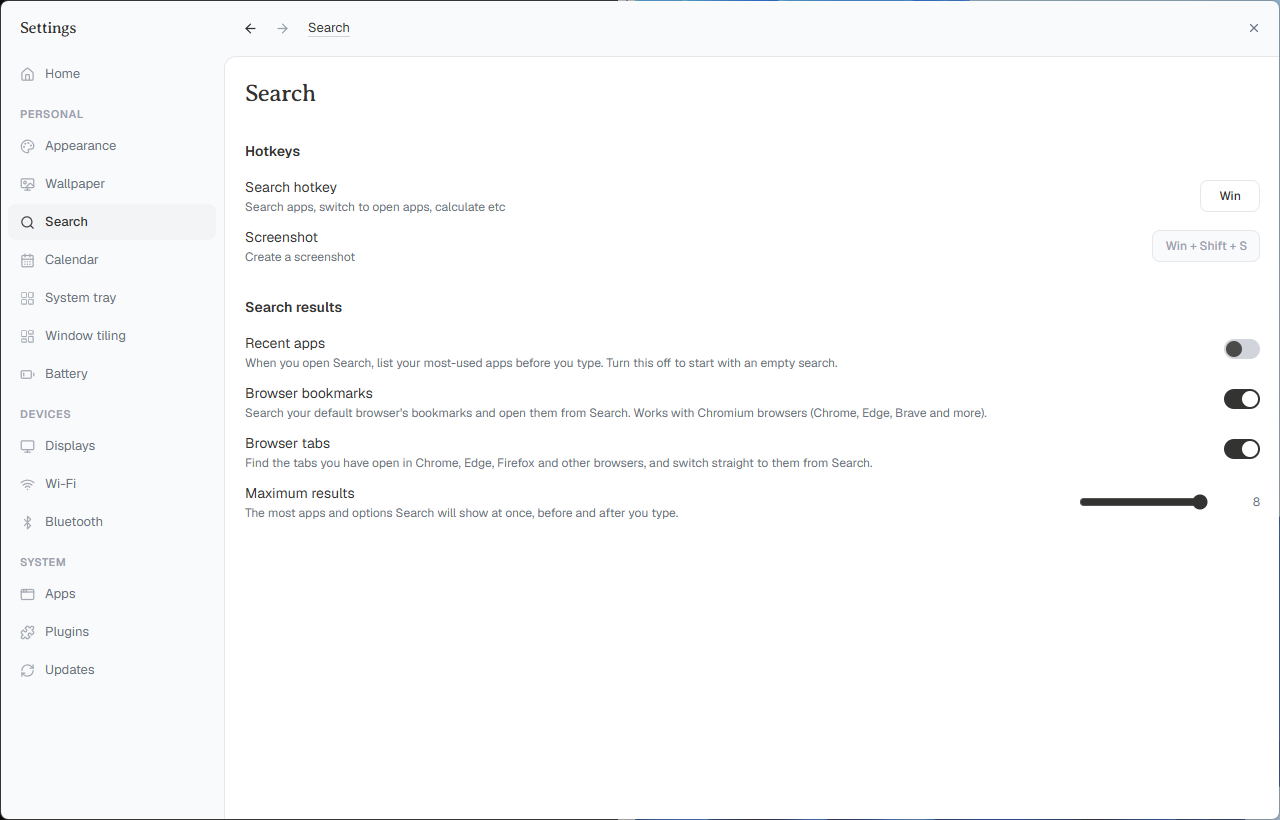 Settings
Search
Home
PERSONAL
Appearance
Wallpaper
Search
Calendar
System tray
Window tiling
Battery
DEVICES
Displays
Wi-Fi
Bluetooth
SYSTEM
Apps
Plugins
Updates
Search
Hotkeys
Search hotkey
Search apps, switch to open apps, calculate etc
Win
Screenshot
Create a screenshot
Win + Shift + S
Search results
Recent apps
When you open Search, list your most-used apps before you type. Turn this off to start with an empty search.
Browser bookmarks
Search your default browser's bookmarks and open them from Search. Works with Chromium browsers (Chrome, Edge, Brave and more).
Browser tabs
Find the tabs you have open in Chrome, Edge, Firefox and other browsers, and switch straight to them from Search.
Maximum results
The most apps and options Search will show at once, before and after you type.
8